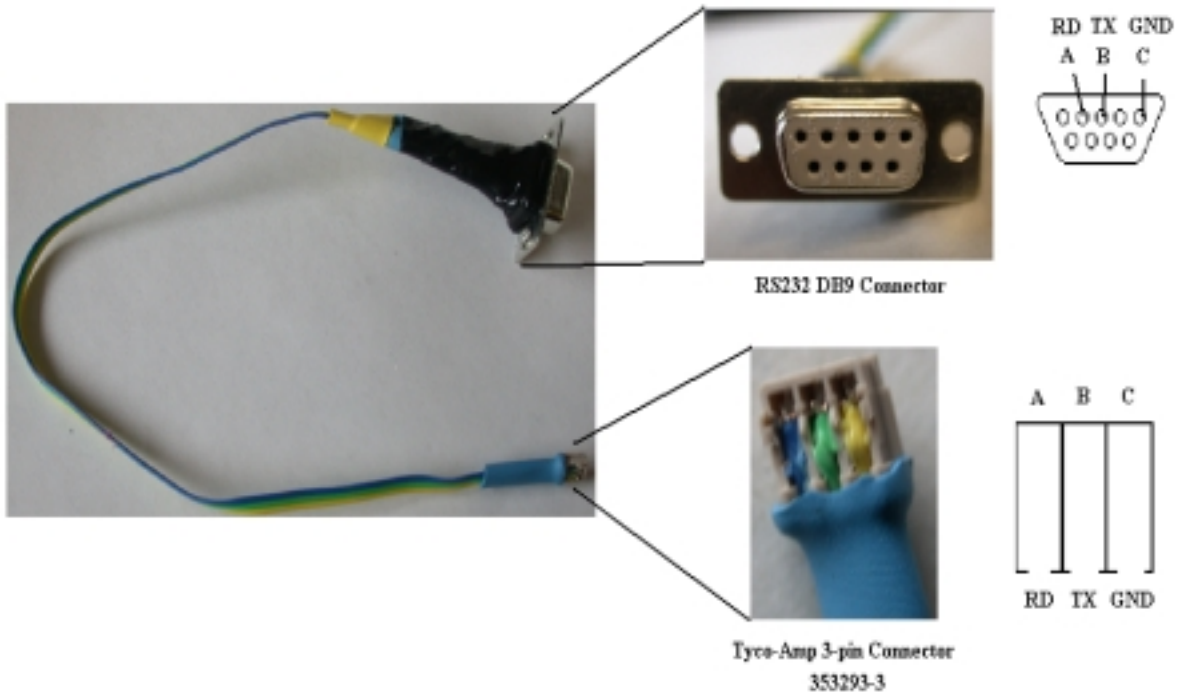 RD TX GND
A B C
RS232 DB9 Connector
A B C
RD TX GND
Tyco-Amp 3-pin Connector
353293-3